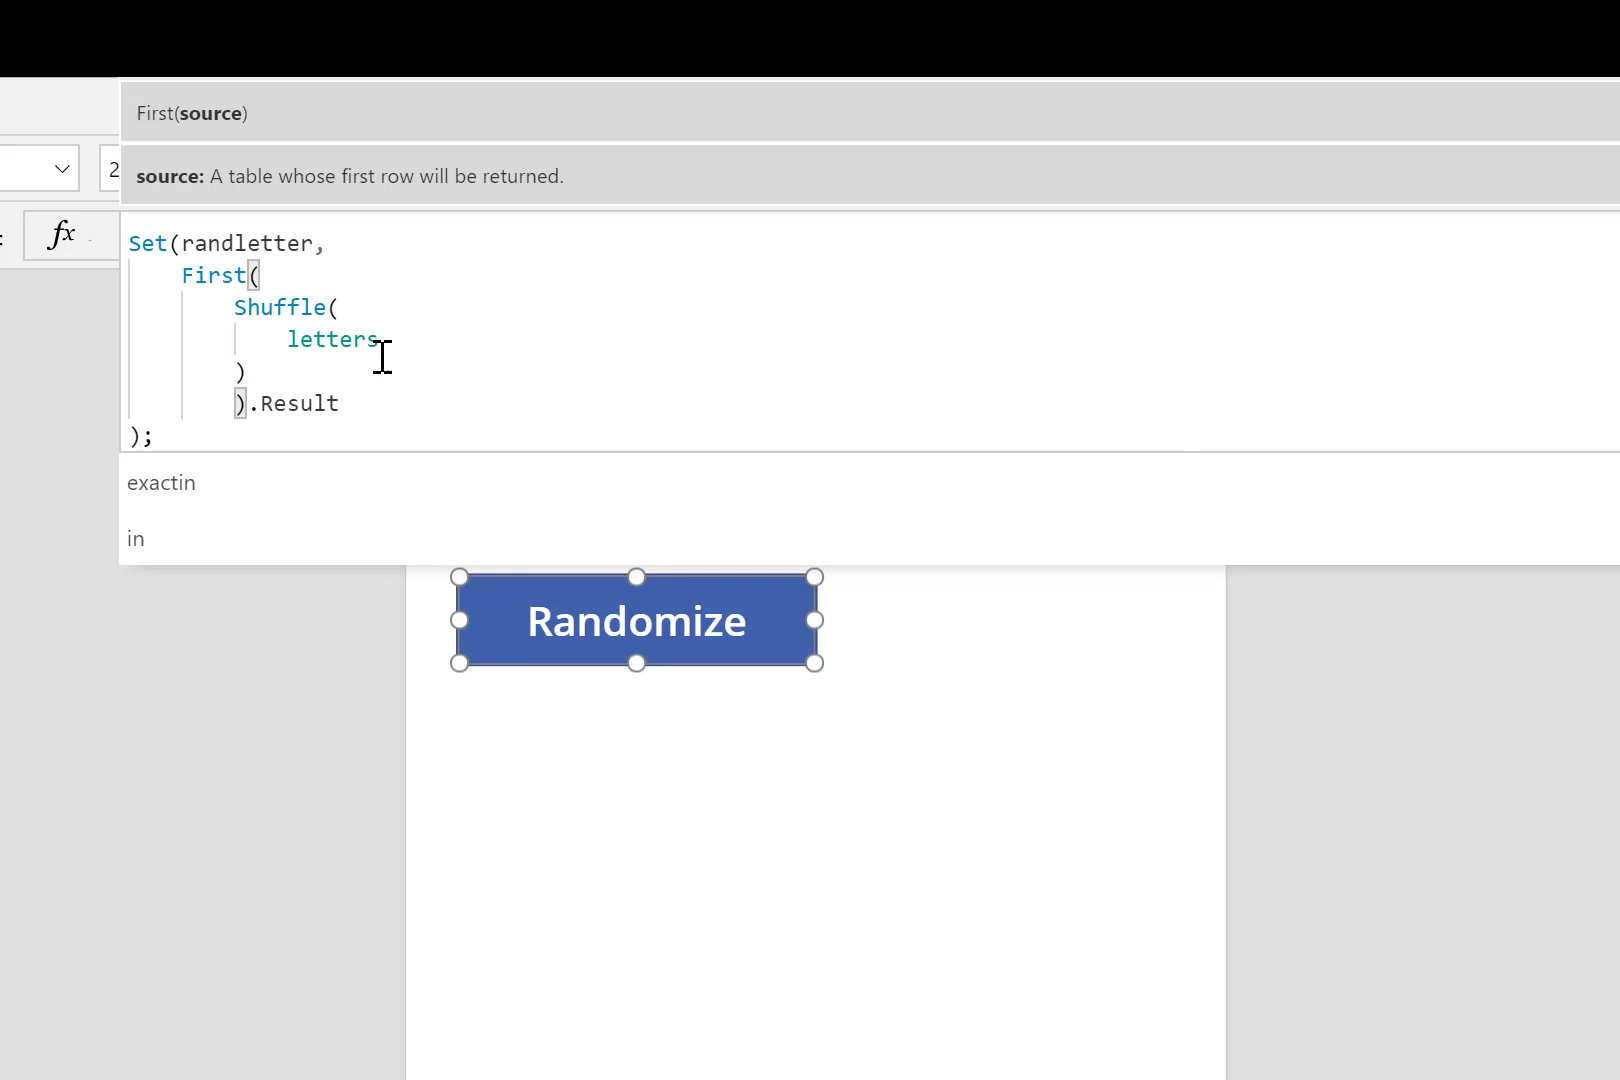 First(source)
source: A table whose first row will be returned.
2
fx
Set(randletter,
First(
Shuffle(
letters
)
).Result
);
exactin
in
Randomize